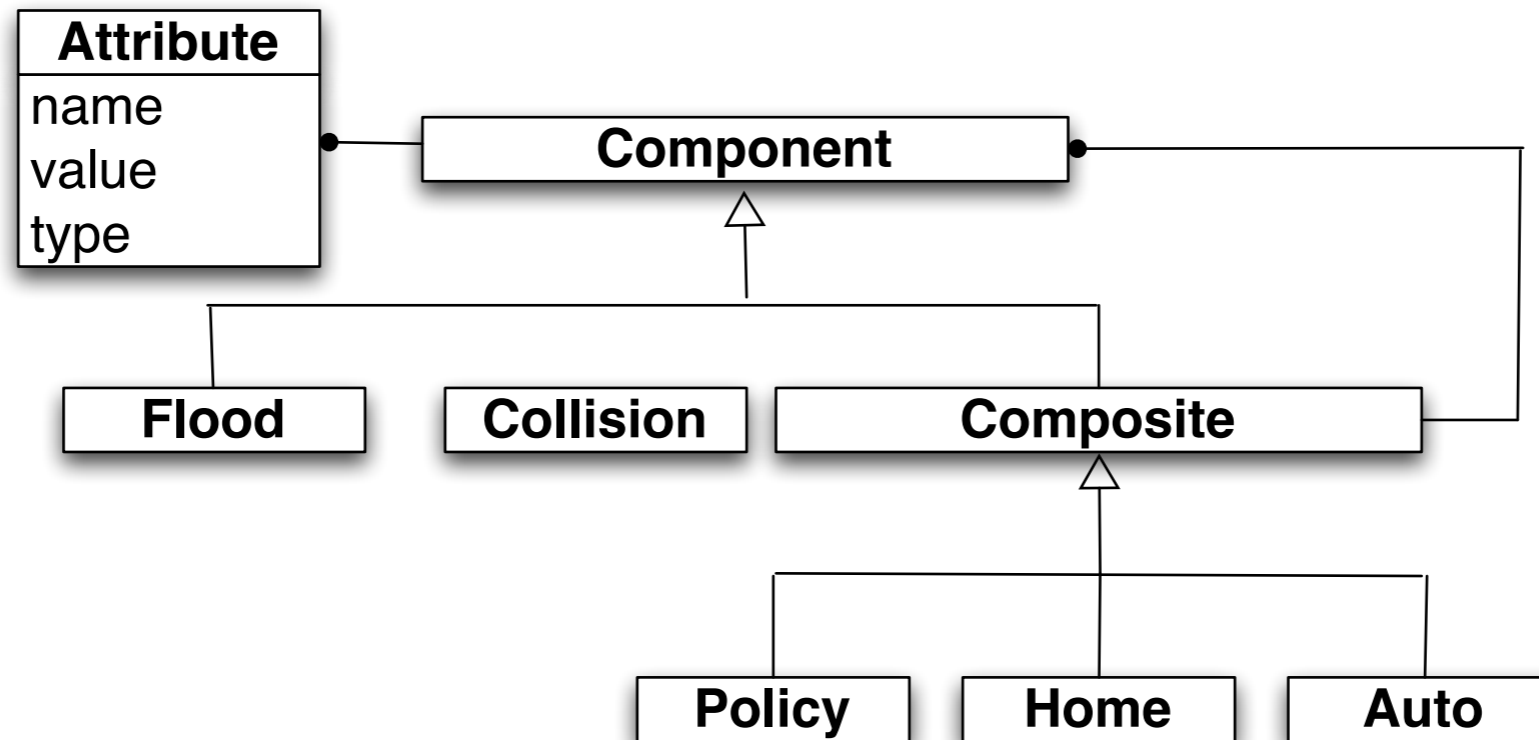 Attribute
name
value
type
Component
Flood
Collision
Composite
Policy
Home
Auto